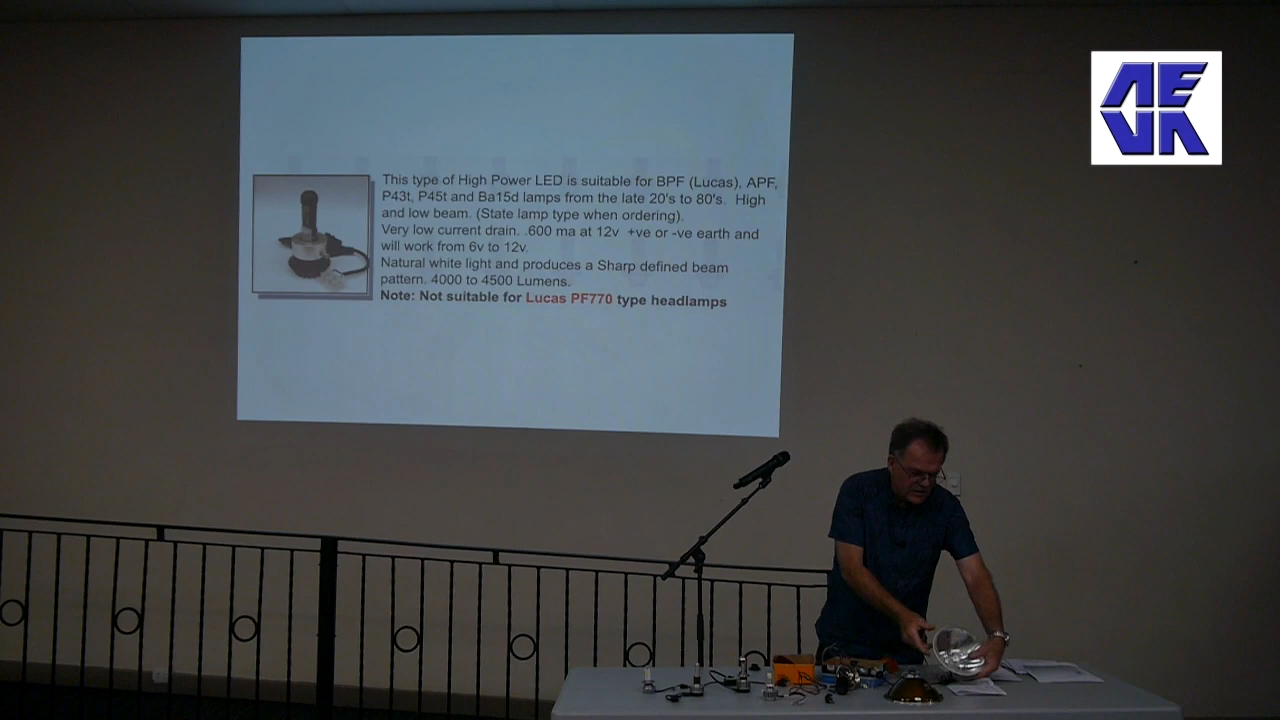 This type of High Power LED is suitable for BPF (Lucas), APF,
P43t, P45t and Ba15d lamps from the late 20's to 80's. High
and low beam. (State lamp type when ordering).
Very low current drain. .600 ma at 12v +ve or -ve earth and
will work from 6v to 12v.
Natural white light and produces a Sharp defined beam
pattern. 4000 to 4500 Lumens.
Note: Not suitable for Lucas PF770 type headlamps